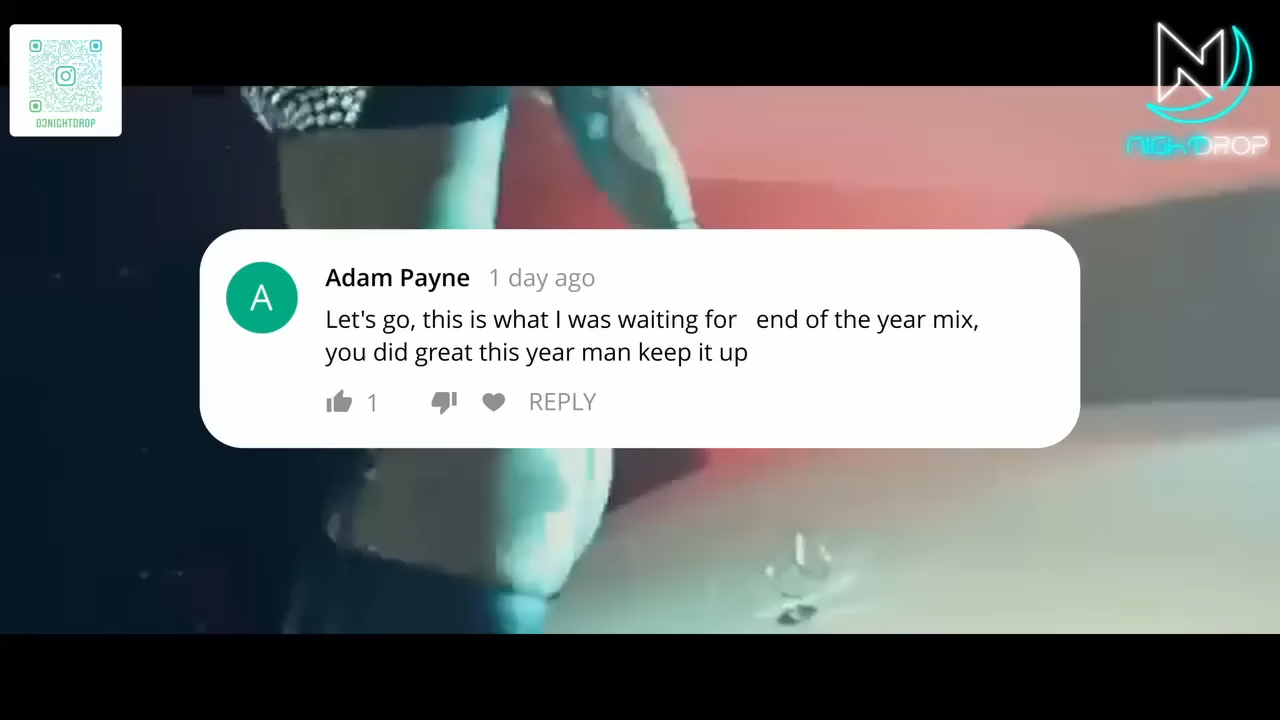 DJNIGHTDROP
NIGHTDROP
A
Adam Payne 1 day ago
Let's go, this is what I was waiting for end of the year mix,
you did great this year man keep it up
1 REPLY